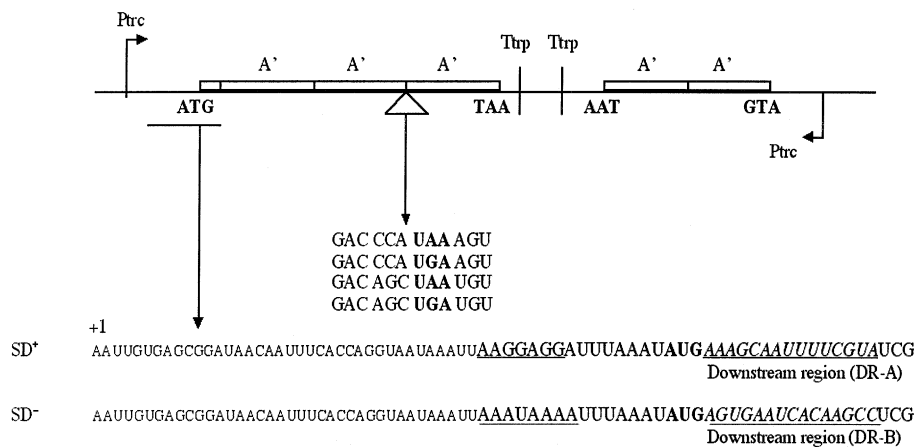 Ptrc
Ttrp Ttrp
A’ A’ A’ A’ A’
ATG TAA AAT GTA
Ptrc
GAC CCA UAA AGU
GAC CCA UGA AGU
GAC AGC UAA UGU
GAC AGC UGA UGU
+1
SD⁺ AAUUGUGAGCGGAUAACAAUUUCACCAGGUAAUAAAUUAAGGAGGAUUUAAAUAUGAAAGCAAUUUUCGUAUCG
Downstream region (DR-A)
SD⁻ AAUUGUGAGCGGAUAACAAUUUCACCAGGUAAUAAAUUAAAUAAAAUUUAAAUAUGAGUGAAUCACAAGCCUCG
Downstream region (DR-B)